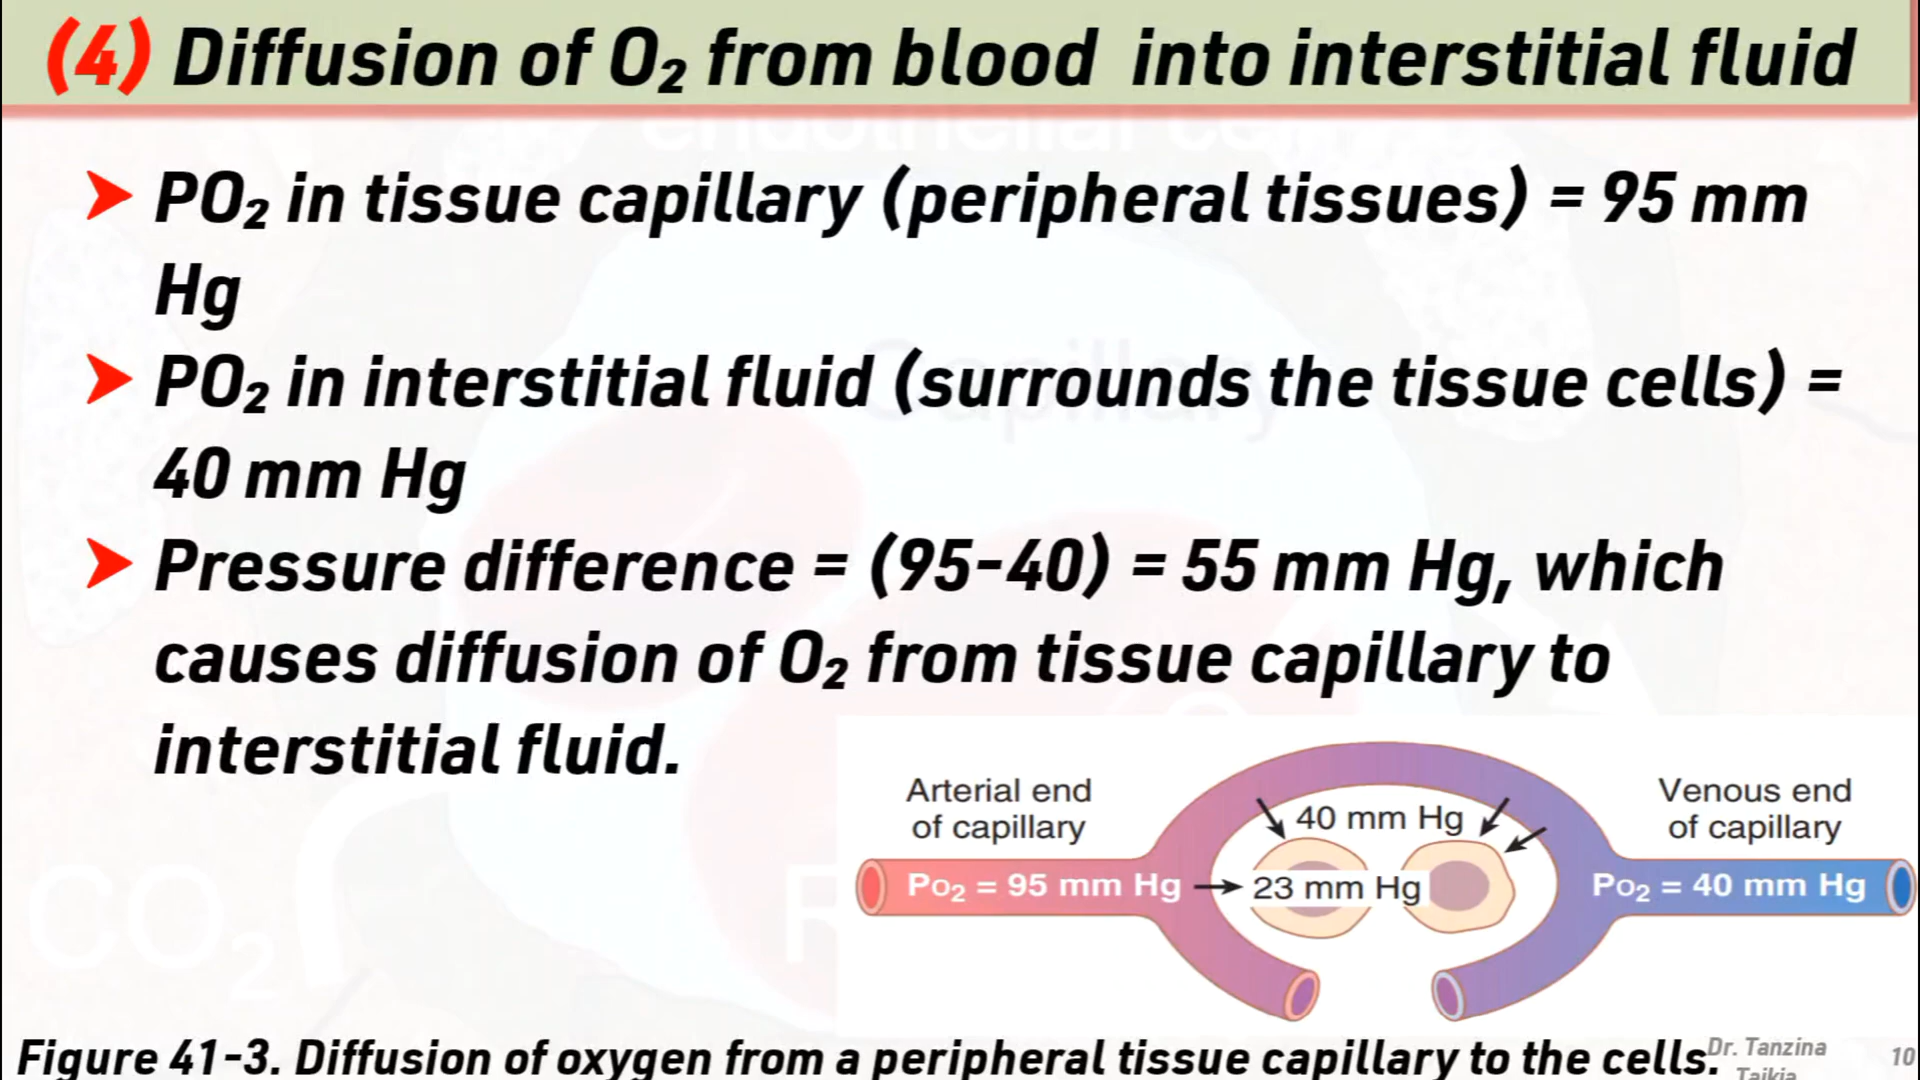 (4) Diffusion of O₂ from blood into interstitial fluid
endothelial ce
➤ PO₂ in tissue capillary (peripheral tissues) = 95 mm
Hg
➤ PO₂ in interstitial fluid (surrounds the tissue cells) =
Capillary
40 mm Hg
➤ Pressure difference = (95-40) = 55 mm Hg, which
causes diffusion of O₂ from tissue capillary to
interstitial fluid.
Arterial end
of capillary
40 mm Hg
Venous end
of capillary
PO₂ = 95 mm Hg
23 mm Hg
PO₂ = 40 mm Hg
CO₂
Figure 41-3. Diffusion of oxygen from a peripheral tissue capillary to the cells.
Dr. Tanzina
10